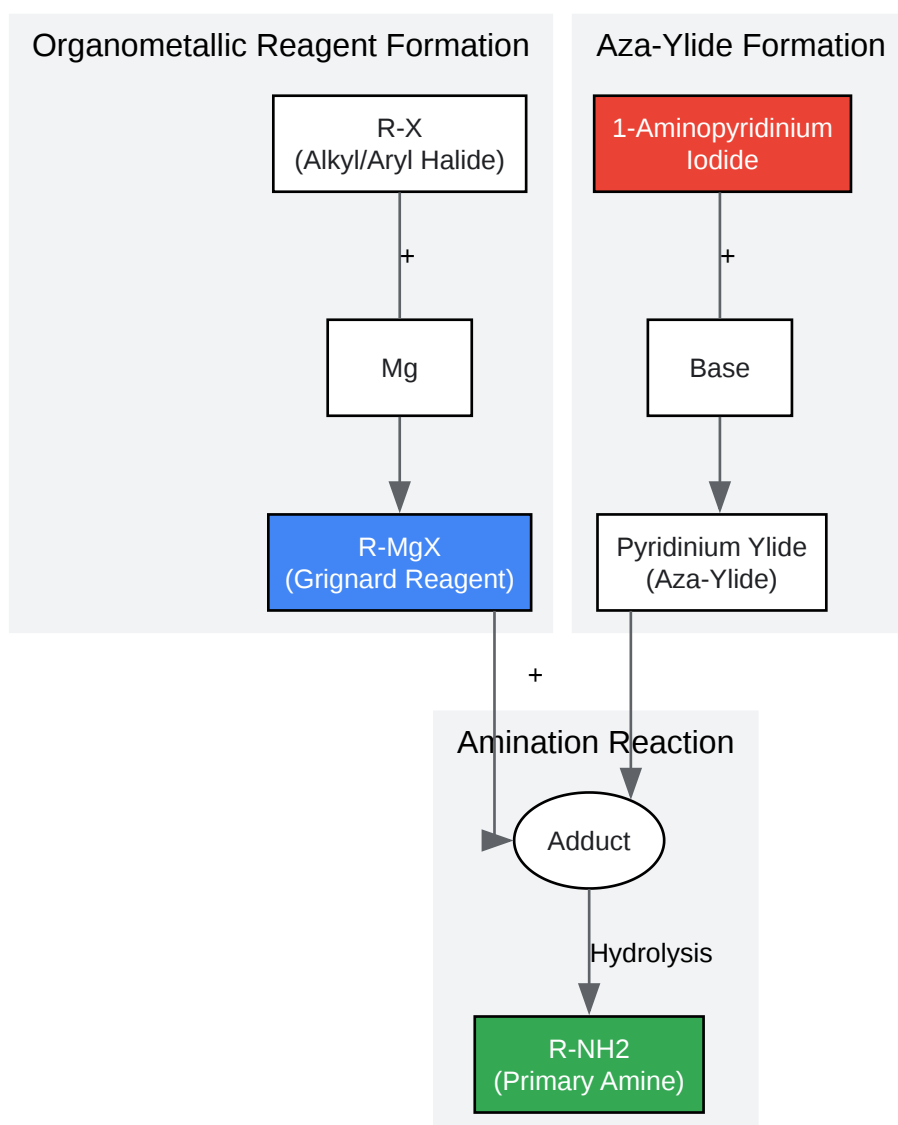 Organometallic Reagent Formation
Aza-Ylide Formation
R-X
(Alkyl/Aryl Halide)
1-Aminopyridinium
Iodide
+
+
Mg
Base
R-MgX
(Grignard Reagent)
Pyridinium Ylide
(Aza-Ylide)
+
Amination Reaction
Adduct
Hydrolysis
R-NH2
(Primary Amine)